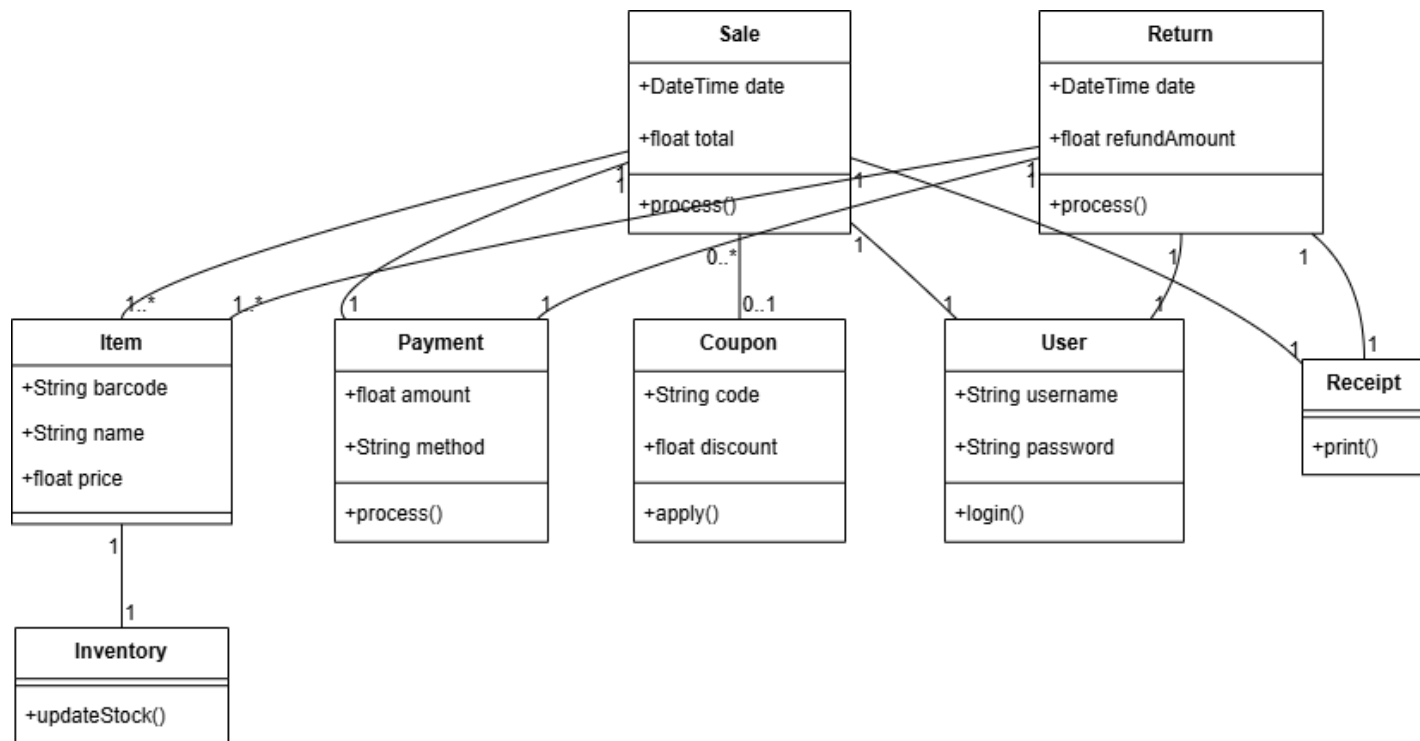 Sale
+DateTime date
+float total
+process()
Return
+DateTime date
+float refundAmount
+process()
1
1
1
1
1
1
0..*
1
1
1
1..*
1..*
1
1
0..1
1
1
1
1
Item
+String barcode
+String name
+float price
Payment
+float amount
+String method
+process()
Coupon
+String code
+float discount
+apply()
User
+String username
+String password
+login()
Receipt
+print()
1
1
Inventory
+updateStock()